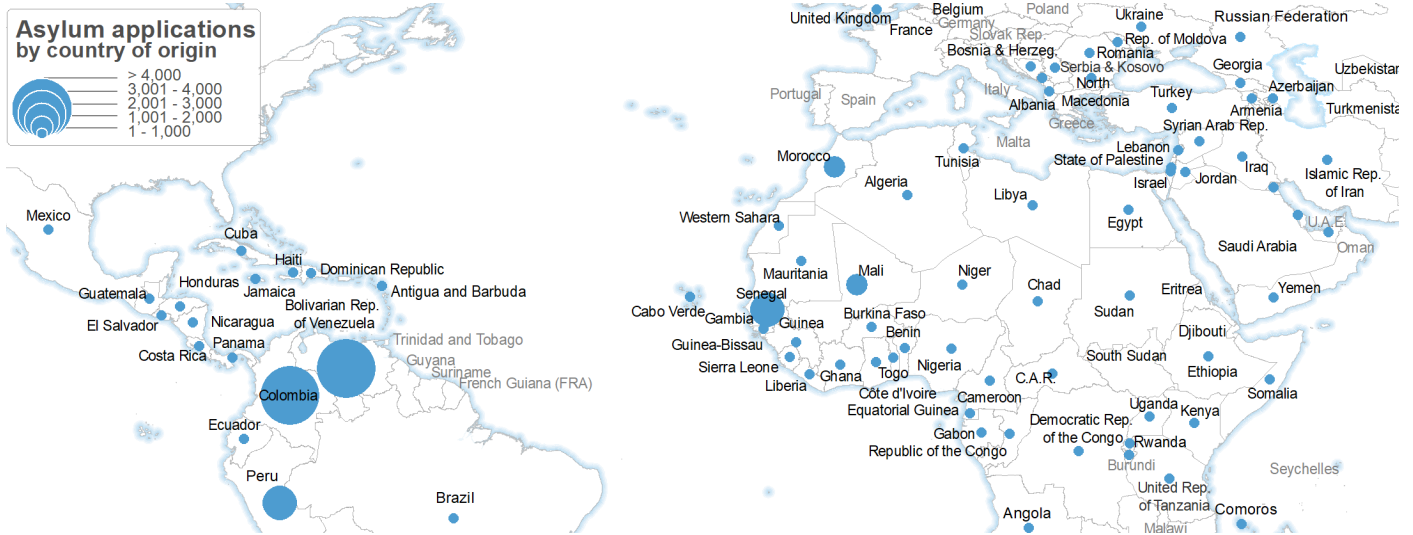 Asylum applications
by country of origin
> 4,000
3,001 - 4,000
2,001 - 3,000
1,001 - 2,000
1 - 1,000
United Kingdom
Belgium
Poland
Ukraine
Russian Federation
France
Germany
Slovak Rep.
Rep. of Moldova
Bosnia & Herzeg.
Romania
Georgia
Serbia & Kosovo
Uzbekistan
Portugal
Spain
Italy
North
Macedonia
Albania
Turkey
Azerbaijan
Armenia
Turkmenista
Greece
Malta
Syrian Arab Rep.
Morocco
Tunisia
Lebanon
State of Palestine
Iraq
Islamic Rep.
of Iran
Algeria
Libya
Israel
Jordan
Mexico
Western Sahara
Egypt
U.A.E.
Cuba
Saudi Arabia
Oman
Haiti
Dominican Republic
Mauritania
Mali
Niger
Chad
Honduras
Jamaica
Antigua and Barbuda
Guatemala
Senegal
Sudan
Eritrea
Yemen
Bolivarian Rep.
of Venezuela
Cabo Verde
Gambia
Guinea
Burkina Faso
El Salvador
Nicaragua
Benin
Djibouti
Costa Rica
Panama
Trinidad and Tobago
Guinea-Bissau
South Sudan
Guyana
Suriname
French Guiana (FRA)
Sierra Leone
Liberia
Ghana
Togo
Nigeria
C.A.R.
Ethiopia
Colombia
Côte d'Ivoire
Cameroon
Somalia
Equatorial Guinea
Uganda
Kenya
Ecuador
Gabon
Democratic Rep.
of the Congo
Rwanda
Republic of the Congo
Burundi
Seychelles
Peru
United Rep.
of Tanzania
Brazil
Angola
Comoros
Malawi